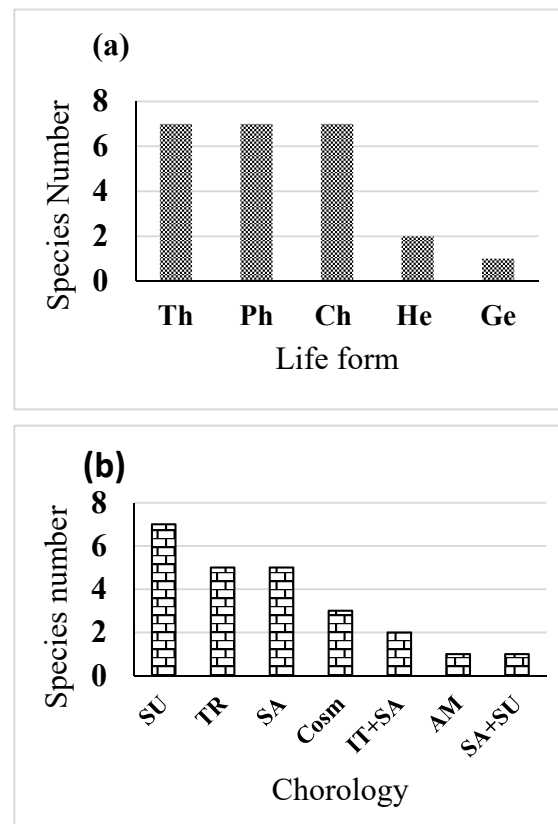 (a)
Species Number
8
6
4
2
0
Th Ph Ch He Ge
Life form
(b)
Species number
8
6
4
2
0
SU TR SA Cosm IT+SA AM SA+SU
Chorology